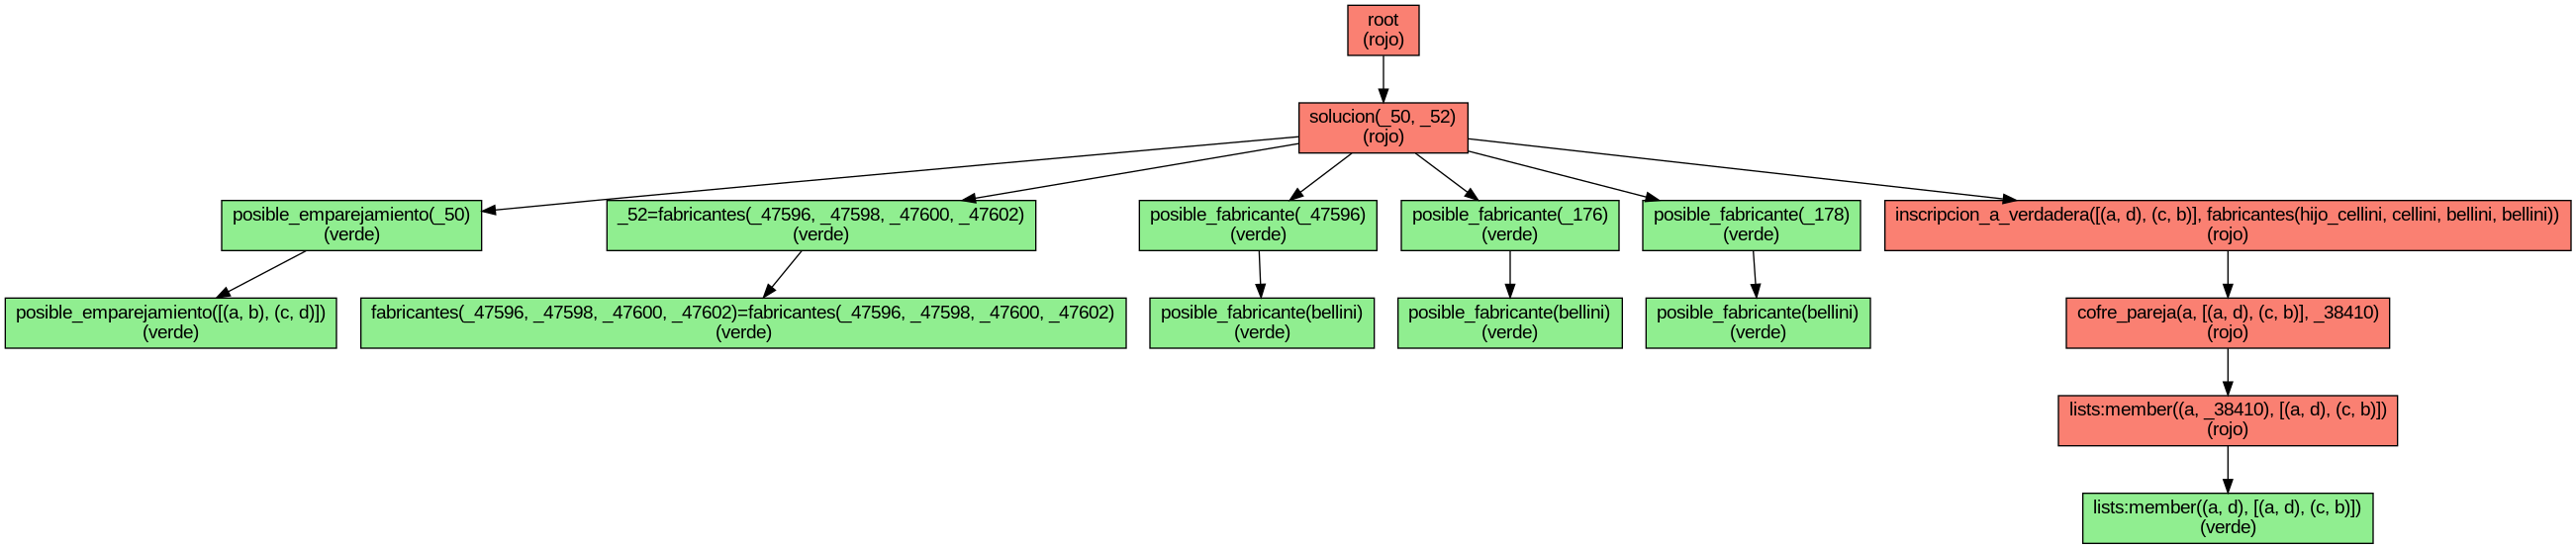 root
(rojo)
solucion(_50, _52)
(rojo)
posible_emparejamiento(_50)
(verde)
_52=fabricantes(_47596, _47598, _47600, _47602)
(verde)
posible_fabricante(_47596)
(verde)
posible_fabricante(_176)
(verde)
posible_fabricante(_178)
(verde)
inscripcion_a_verdadera([(a, d), (c, b)], fabricantes(hijo_cellini, cellini, bellini, bellini))
(rojo)
posible_emparejamiento([(a, b), (c, d)])
(verde)
fabricantes(_47596, _47598, _47600, _47602)=fabricantes(_47596, _47598, _47600, _47602)
(verde)
posible_fabricante(bellini)
(verde)
posible_fabricante(bellini)
(verde)
posible_fabricante(bellini)
(verde)
cofre_pareja(a, [(a, d), (c, b)], _38410)
(rojo)
lists:member((a, _38410), [(a, d), (c, b)])
(rojo)
lists:member((a, d), [(a, d), (c, b)])
(verde)